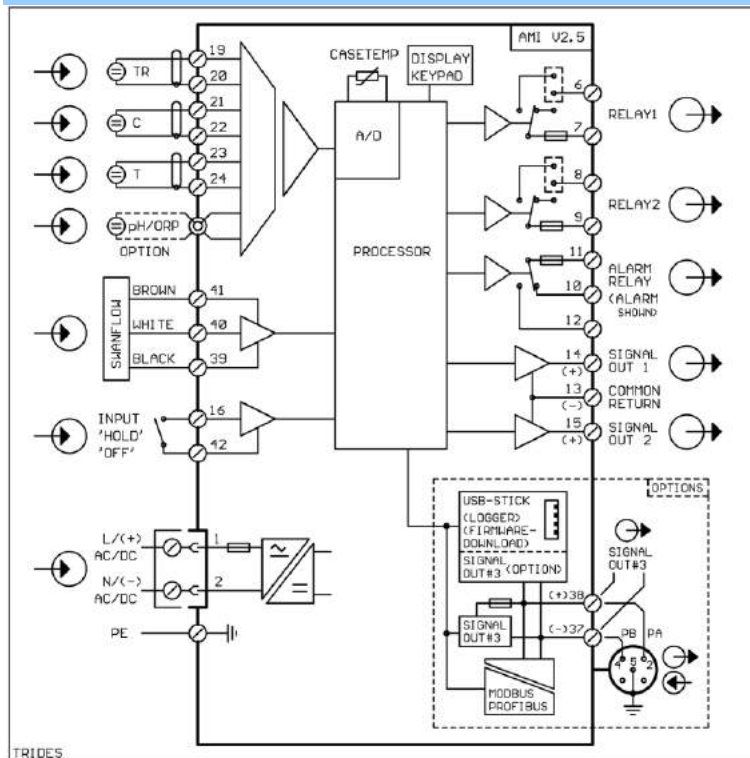 AMI V2.5
19
TR
20
21
C
22
23
T
24
pH/ORP
OPTION
CASETEMP
DISPLAY
KEYPAD
A/D
PROCESSOR
6
RELAY1
7
8
RELAY2
9
11
ALARM
RELAY
10
(ALARM
SHOWN)
12
SWANFLOW
BROWN
41
WHITE
40
BLACK
39
14
(+)
SIGNAL
OUT 1
13
(-)
COMMON
RETURN
15
(+)
SIGNAL
OUT 2
INPUT
'HOLD'
'OFF'
16
42
L/(+)
AC/DC
1
N/(-)
AC/DC
2
PE
OPTIONS
USB-STICK
(LOGGER)
(FIRMWARE-
DOWNLOAD)
SIGNAL
OUT#3 (OPTION)
SIGNAL
OUT#3
(+)38
SIGNAL
OUT#3
(-)37
PB PA
4 5 2
MODBUS
PROFIBUS
TRIDES